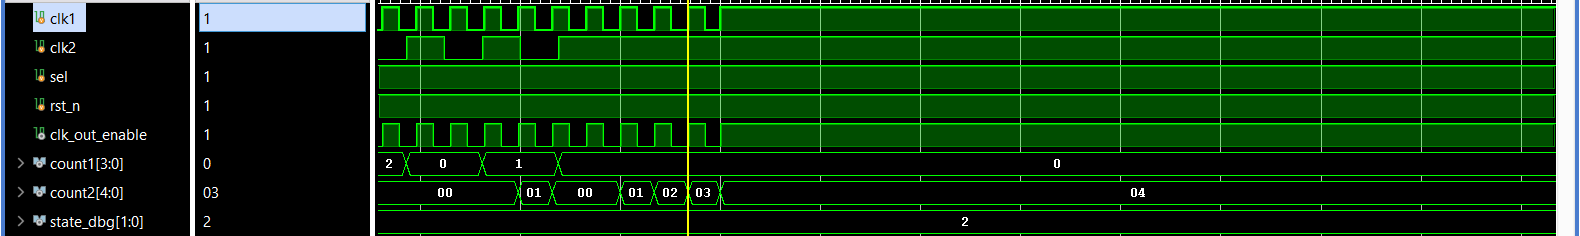 clk1 1
clk2 1
sel 1
rst_n 1
clk_out_enable 1
count1[3:0] 0 2 0 1 0
count2[4:0] 03 00 01 00 01 02 03 04
state_dbg[1:0] 2 2